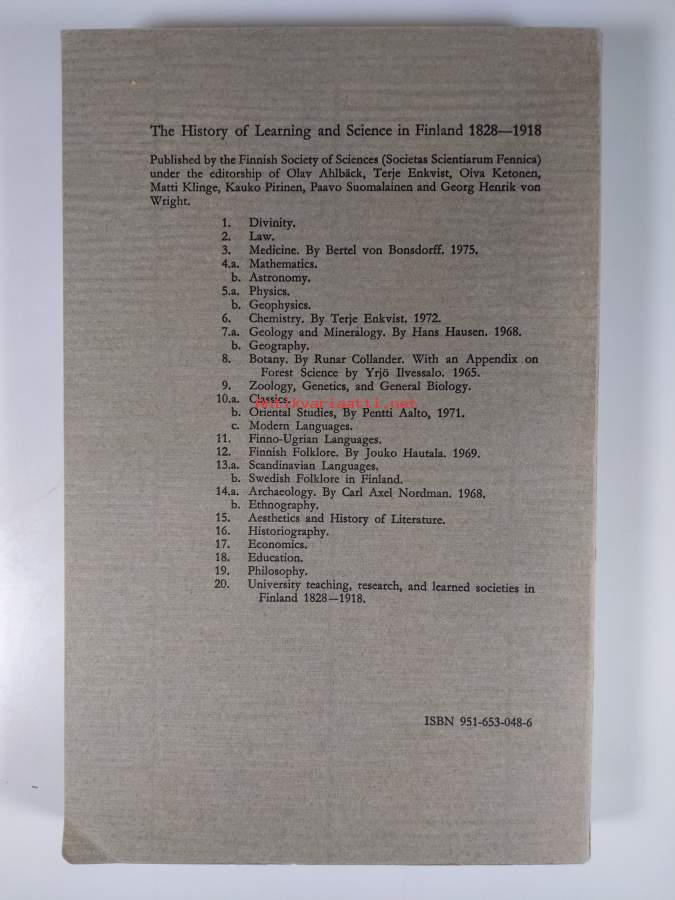 The History of Learning and Science in Finland 1828—1918
Published by the Finnish Society of Sciences (Societas Scientiarum Fennica)
under the editorship of Olav Ahlbäck, Terje Enkvist, Oiva Ketonen,
Matti Klinge, Kauko Pirinen, Paavo Suomalainen and Georg Henrik von
Wright.
1. Divinity.
2. Law.
3. Medicine. By Bertel von Bonsdorff. 1975.
4.a. Mathematics.
b. Astronomy.
5.a. Physics.
b. Geophysics.
6. Chemistry. By Terje Enkvist. 1972.
7.a. Geology and Mineralogy. By Hans Hausen. 1968.
b. Geography.
8. Botany. By Runar Collander. With an Appendix on
Forest Science by Yrjö Ilvessalo. 1965.
9. Zoology, Genetics, and General Biology.
10.a. Classics.
antikvariaatti.net
b. Oriental Studies, By Pentti Aalto, 1971.
c. Modern Languages.
11. Finno-Ugrian Languages.
12. Finnish Folklore. By Jouko Hautala. 1969.
13.a. Scandinavian Languages.
b. Swedish Folklore in Finland.
14.a. Archaeology. By Carl Axel Nordman. 1968.
b. Ethnography.
15. Aesthetics and History of Literature.
16. Historiography.
17. Economics.
18. Education.
19. Philosophy.
20. University teaching, research, and learned societies in
Finland 1828—1918.
ISBN 951-653-048-6